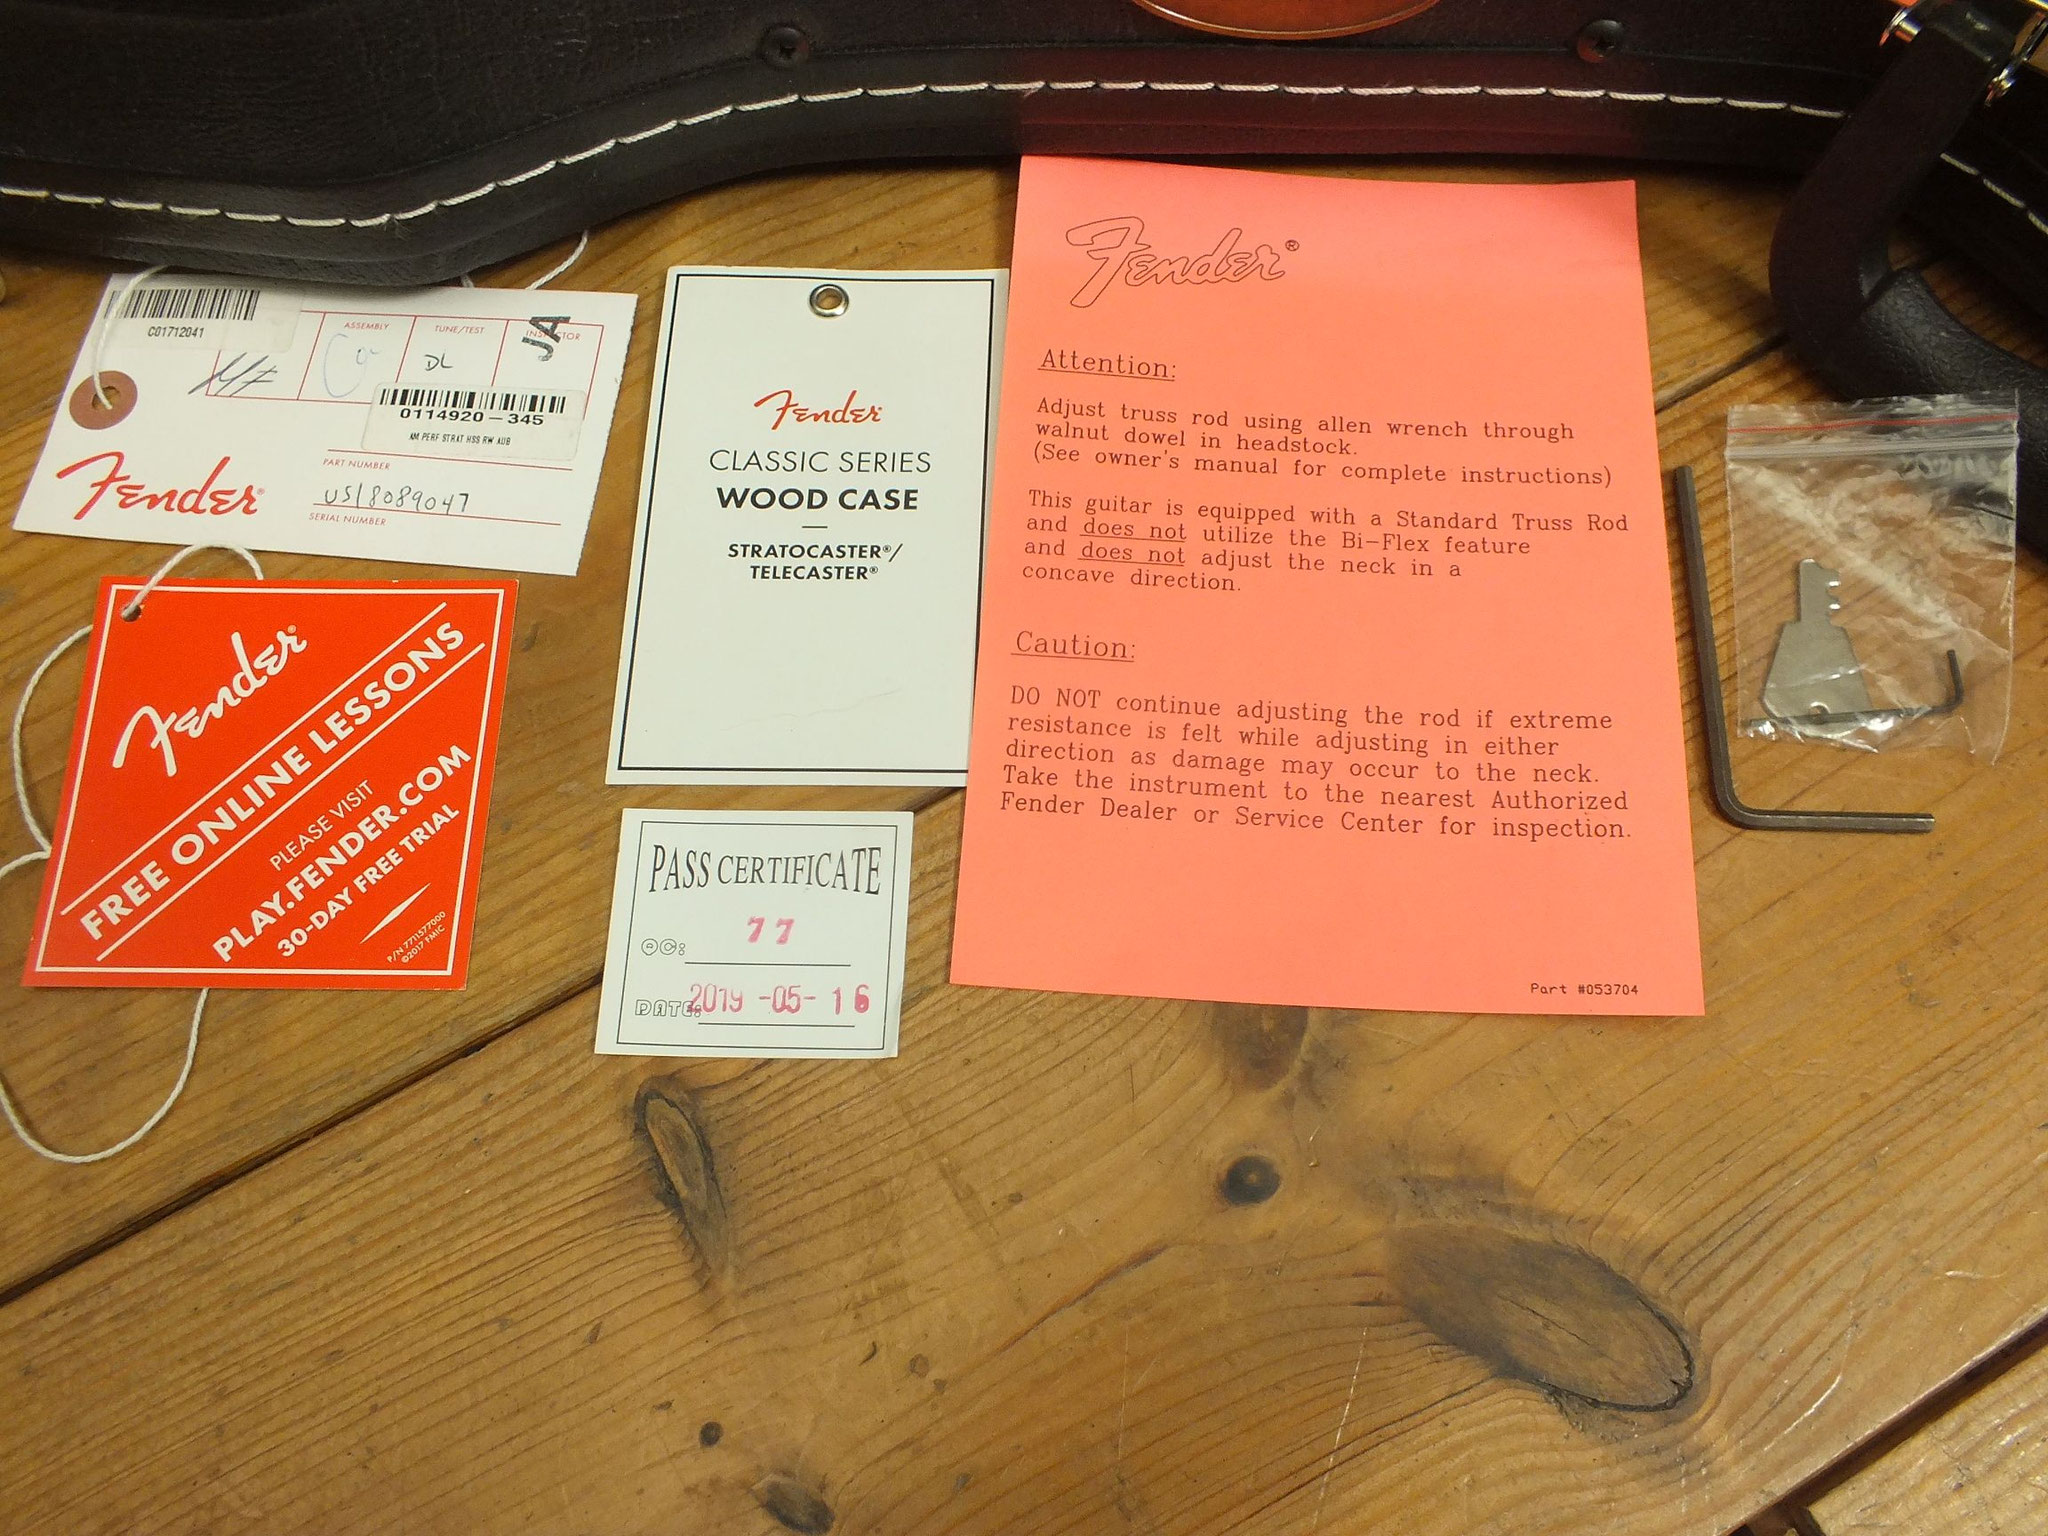 C01712041
ASSEMBLY
TUNE/TEST
INSPECTOR
DL
JA
0114920-345
AM PERF STRAT HSS RW AUB
PART NUMBER
US18089047
SERIAL NUMBER
Fender®
Fender®
FREE ONLINE LESSONS
PLEASE VISIT
PLAY.FENDER.COM
30-DAY FREE TRIAL
P/N 7711577000
©2017 FMIC
Fender®
CLASSIC SERIES
WOOD CASE
STRATOCASTER®/
TELECASTER®
PASS CERTIFICATE
QC: 77
DATE: 2019-05-16
Fender®
Attention:
Adjust truss rod using allen wrench through
walnut dowel in headstock.
(See owner's manual for complete instructions)
This guitar is equipped with a Standard Truss Rod
and does not utilize the Bi-Flex feature
and does not adjust the neck in a
concave direction.
Caution:
DO NOT continue adjusting the rod if extreme
resistance is felt while adjusting in either
direction as damage may occur to the neck.
Take the instrument to the nearest Authorized
Fender Dealer or Service Center for inspection.
Part #053704